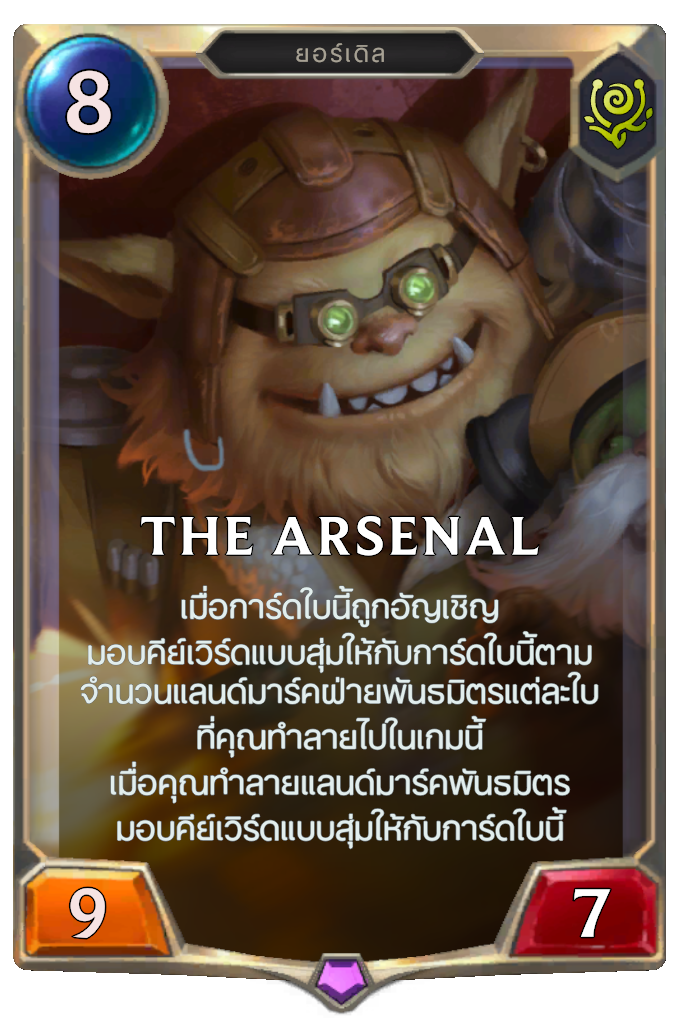 ยอร์เดิล
8
THE ARSENAL
เมื่อการ์ดใบนี้ถูกอัญเชิญ
มอบคีย์เวิร์ดแบบสุ่มให้กับการ์ดใบนี้ตาม
จำนวนแลนด์มาร์คฝ่ายพันธมิตรแต่ละใบ
ที่คุณทำลายไปในเกมนี้
เมื่อคุณทำลายแลนด์มาร์คพันธมิตร
มอบคีย์เวิร์ดแบบสุ่มให้กับการ์ดใบนี้
9
7